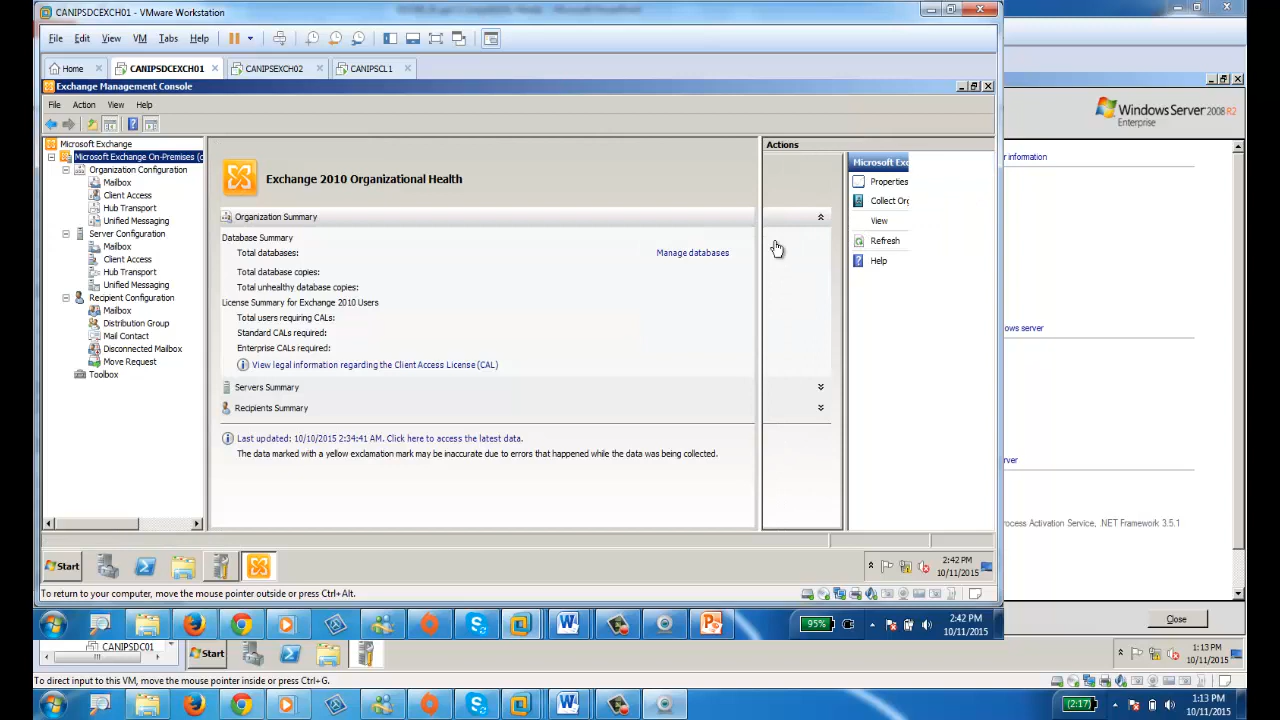 CANIPSDCEXCH01 - VMware Workstation
File Edit View VM Tabs Help
Home CANIPSDCEXCH01 CANIPSEXCH02 CANIPSCL1
Exchange Management Console
File Action View Help
Microsoft Exchange
Microsoft Exchange On-Premises (c
Organization Configuration
Mailbox
Client Access
Hub Transport
Unified Messaging
Server Configuration
Mailbox
Client Access
Hub Transport
Unified Messaging
Recipient Configuration
Mailbox
Distribution Group
Mail Contact
Disconnected Mailbox
Move Request
Toolbox
Exchange 2010 Organizational Health
Organization Summary
Database Summary
Total databases: Manage databases
Total database copies:
Total unhealthy database copies:
License Summary for Exchange 2010 Users
Total users requiring CALs:
Standard CALs required:
Enterprise CALs required:
View legal information regarding the Client Access License (CAL)
Servers Summary
Recipients Summary
Last updated: 10/10/2015 2:34:41 AM. Click here to access the latest data.
The data marked with a yellow exclamation mark may be inaccurate due to errors that happened while the data was being collected.
Actions
Microsoft Exc
Properties
Collect Org
View
Refresh
Help
Windows Server 2008 R2
Enterprise
r information
ows server
rver
rocess Activation Service, .NET Framework 3.5.1
Close
Start
2:42 PM
10/11/2015
To return to your computer, move the mouse pointer outside or press Ctrl+Alt.
95%
2:42 PM
10/11/2015
CANIPSDC01
Start
1:13 PM
10/11/2015
To direct input to this VM, move the mouse pointer inside or press Ctrl+G.
(2:17)
1:13 PM
10/11/2015